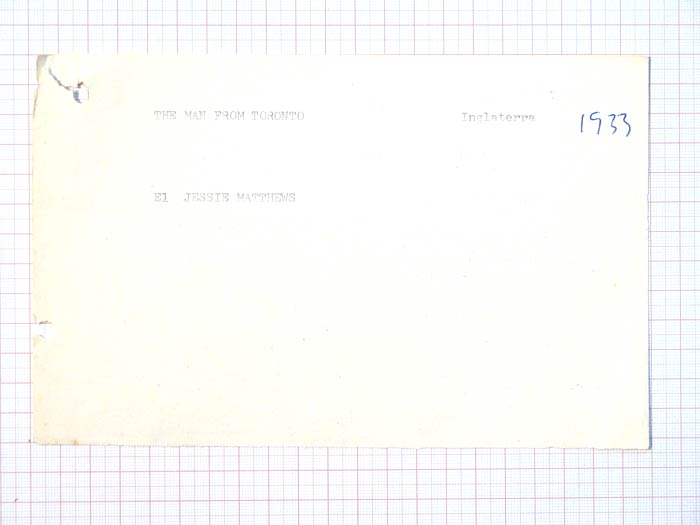 THE MAN FROM TORONTO Inglaterra 1933
El JESSIE MATTHEWS